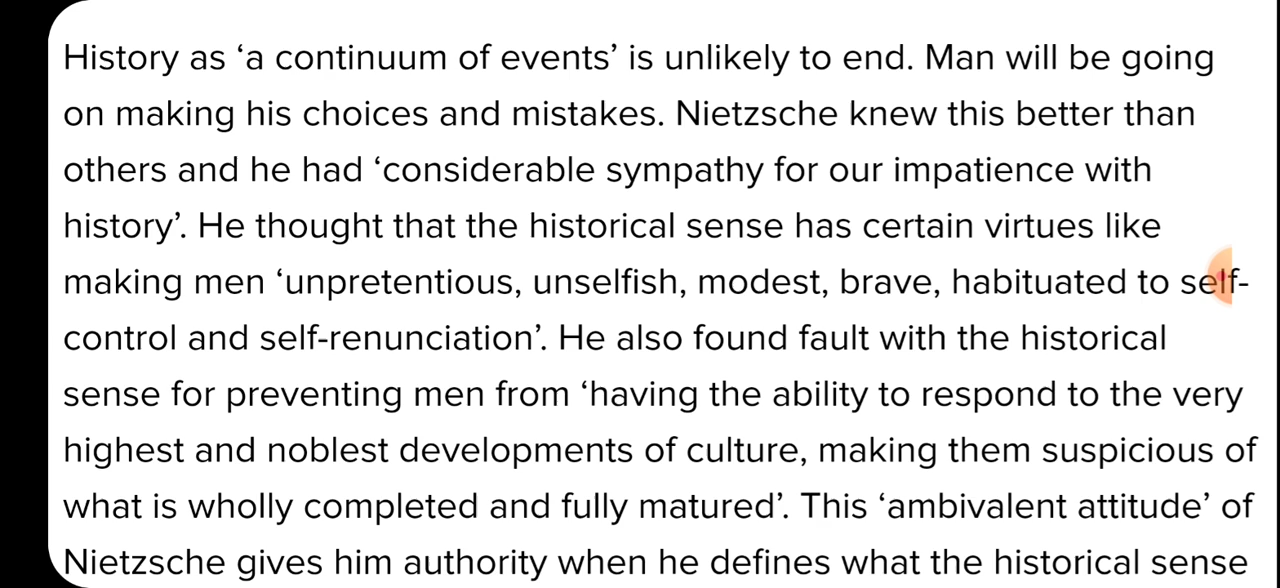 History as ‘a continuum of events’ is unlikely to end. Man will be going
on making his choices and mistakes. Nietzsche knew this better than
others and he had ‘considerable sympathy for our impatience with
history’. He thought that the historical sense has certain virtues like
making men ‘unpretentious, unselfish, modest, brave, habituated to self-
control and self-renunciation’. He also found fault with the historical
sense for preventing men from ‘having the ability to respond to the very
highest and noblest developments of culture, making them suspicious of
what is wholly completed and fully matured’. This ‘ambivalent attitude’ of
Nietzsche gives him authority when he defines what the historical sense